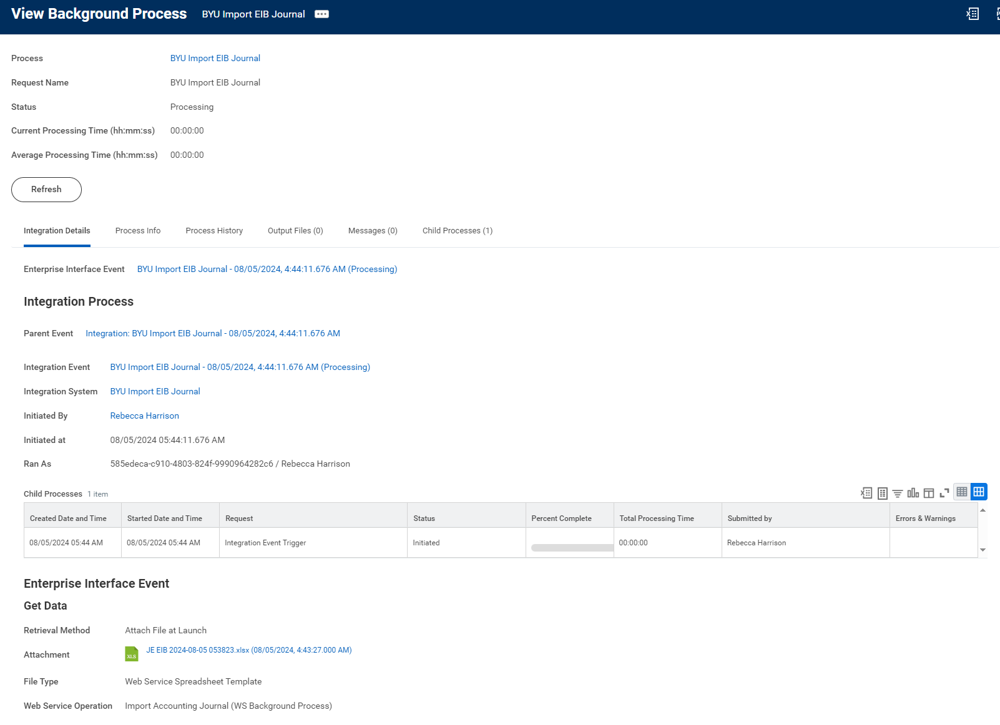 View Background Process BYU Import EIB Journal
Process BYU Import EIB Journal
Request Name BYU Import EIB Journal
Status Processing
Current Processing Time (hh:mm:ss) 00:00:00
Average Processing Time (hh:mm:ss) 00:00:00
Refresh
Integration Details Process Info Process History Output Files (0) Messages (0) Child Processes (1)
Enterprise Interface Event BYU Import EIB Journal - 08/05/2024, 4:44:11.676 AM (Processing)
Integration Process
Parent Event Integration: BYU Import EIB Journal - 08/05/2024, 4:44:11.676 AM
Integration Event BYU Import EIB Journal - 08/05/2024, 4:44:11.676 AM (Processing)
Integration System BYU Import EIB Journal
Initiated By Rebecca Harrison
Initiated at 08/05/2024 05:44:11.676 AM
Ran As 585edeca-c910-4803-824f-9990964282c6 / Rebecca Harrison
Child Processes 1 item
Created Date and Time Started Date and Time Request Status Percent Complete Total Processing Time Submitted by Errors & Warnings
08/05/2024 05:44 AM 08/05/2024 05:44 AM Integration Event Trigger Initiated 00:00:00 Rebecca Harrison
Enterprise Interface Event
Get Data
Retrieval Method Attach File at Launch
Attachment XLS JE EIB 2024-08-05 053823.xlsx (08/05/2024, 4:43:27.000 AM)
File Type Web Service Spreadsheet Template
Web Service Operation Import Accounting Journal (WS Background Process)